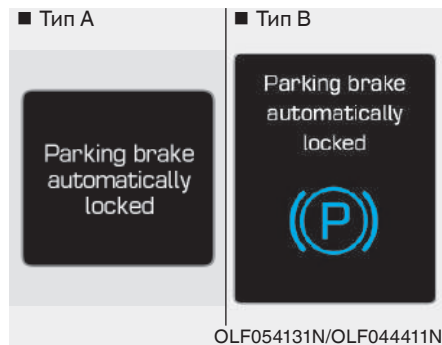 ■ Тип A
Parking brake
automatically
locked
■ Тип B
Parking brake
automatically
locked
P
OLF054131N/OLF044411N